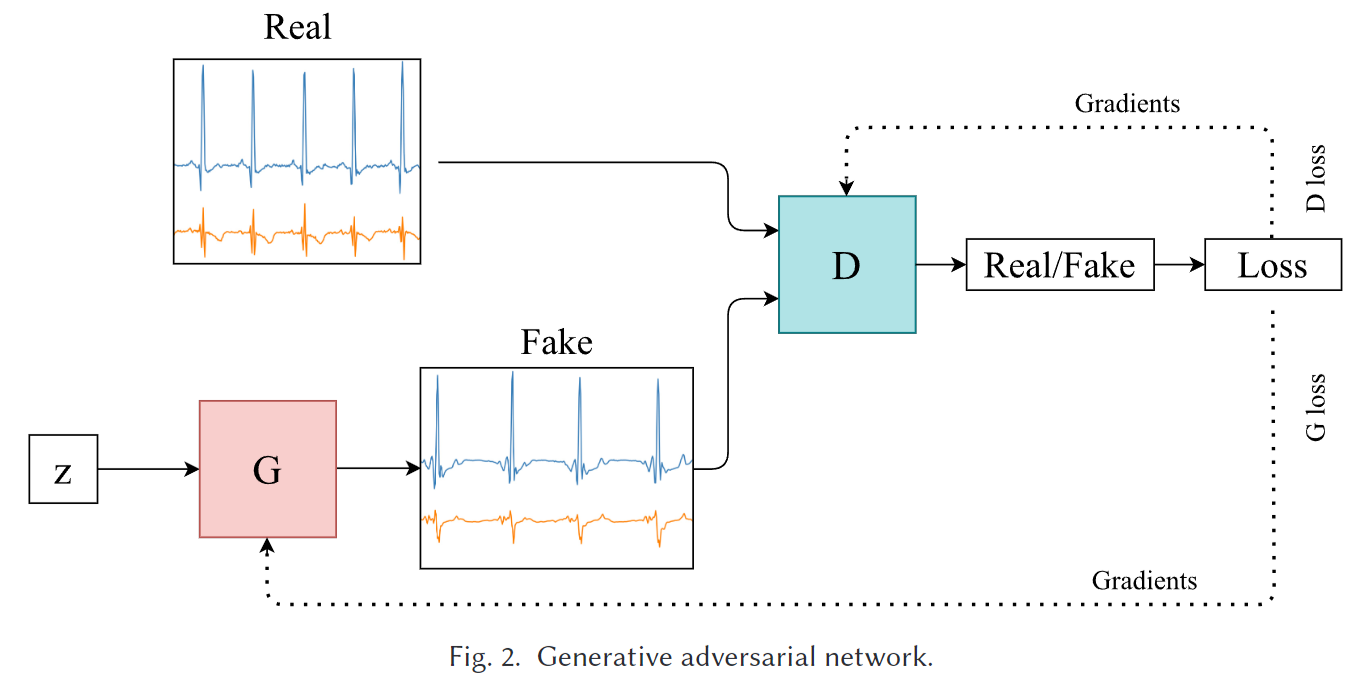 Real
Gradients
D loss
D
Real/Fake
Loss
Fake
z
G
G loss
Gradients
Fig. 2. Generative adversarial network.